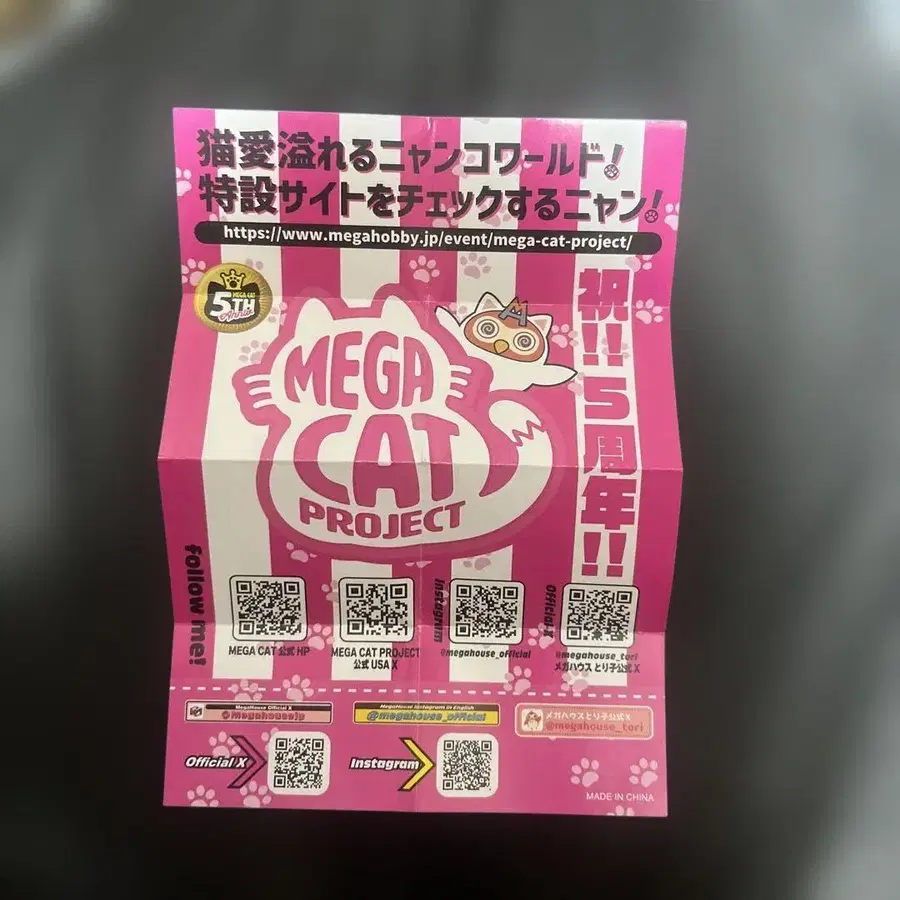 猫愛溢れるニャンコワールド!
特設サイトをチェックするニャン!
https://www.megahobby.jp/event/mega-cat-project/
MEGA CAT
5TH
Anniv
A
MEGA
CAT
PROJECT
祝!!5周年!!
follow me!
MEGA CAT 公式 HP
MEGA CAT PROJECT
公式 USA X
Instagram
@megahouse_official
Official X
@megahouse_tori
メガハウス とり子公式 X
MegaHouse Official X
@megahousejp
Official X
MegaHouse Instagram in English
@megahouse_official
Instagram
メガハウスとり子公式 X
@megahouse_tori
MADE IN CHINA